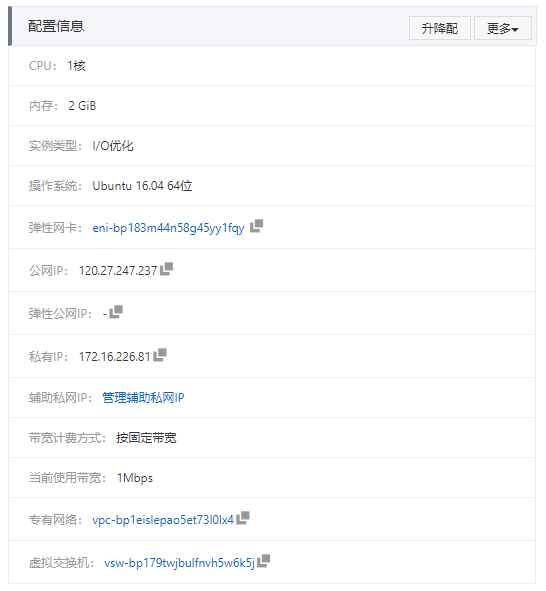 配置信息
升降配 更多
CPU： 1核
内存： 2 GiB
实例类型： I/O优化
操作系统： Ubuntu 16.04 64位
弹性网卡： eni-bp183m44n58g45yy1fqy
公网IP： 120.27.247.237
弹性公网IP： -
私有IP： 172.16.226.81
辅助私网IP： 管理辅助私网IP
带宽计费方式： 按固定带宽
当前使用带宽： 1Mbps
专有网络： vpc-bp1eislepao5et73l0lx4
虚拟交换机： vsw-bp179twjbulfnvh5w6k5j